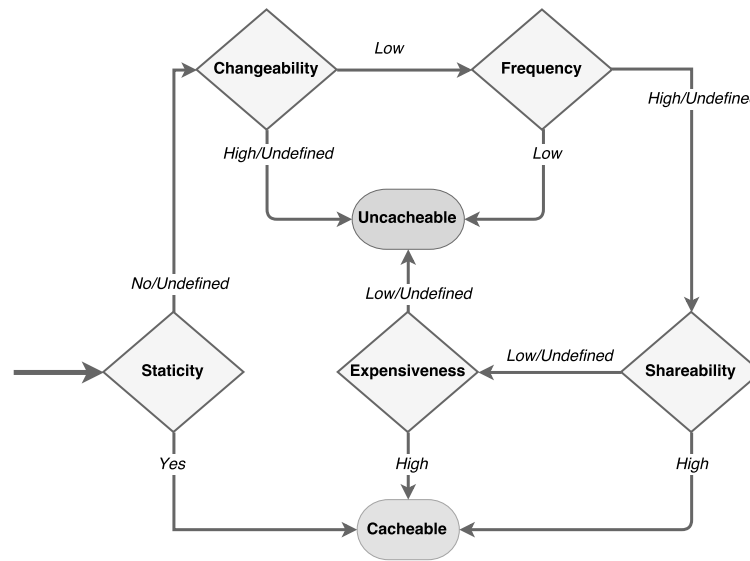 Low
Changeability
Frequency
High/Undefine
High/Undefined
Low
Uncacheable
No/Undefined
Low/Undefined
Low/Undefined
Staticity
Expensiveness
Shareability
Yes
High
High
Cacheable